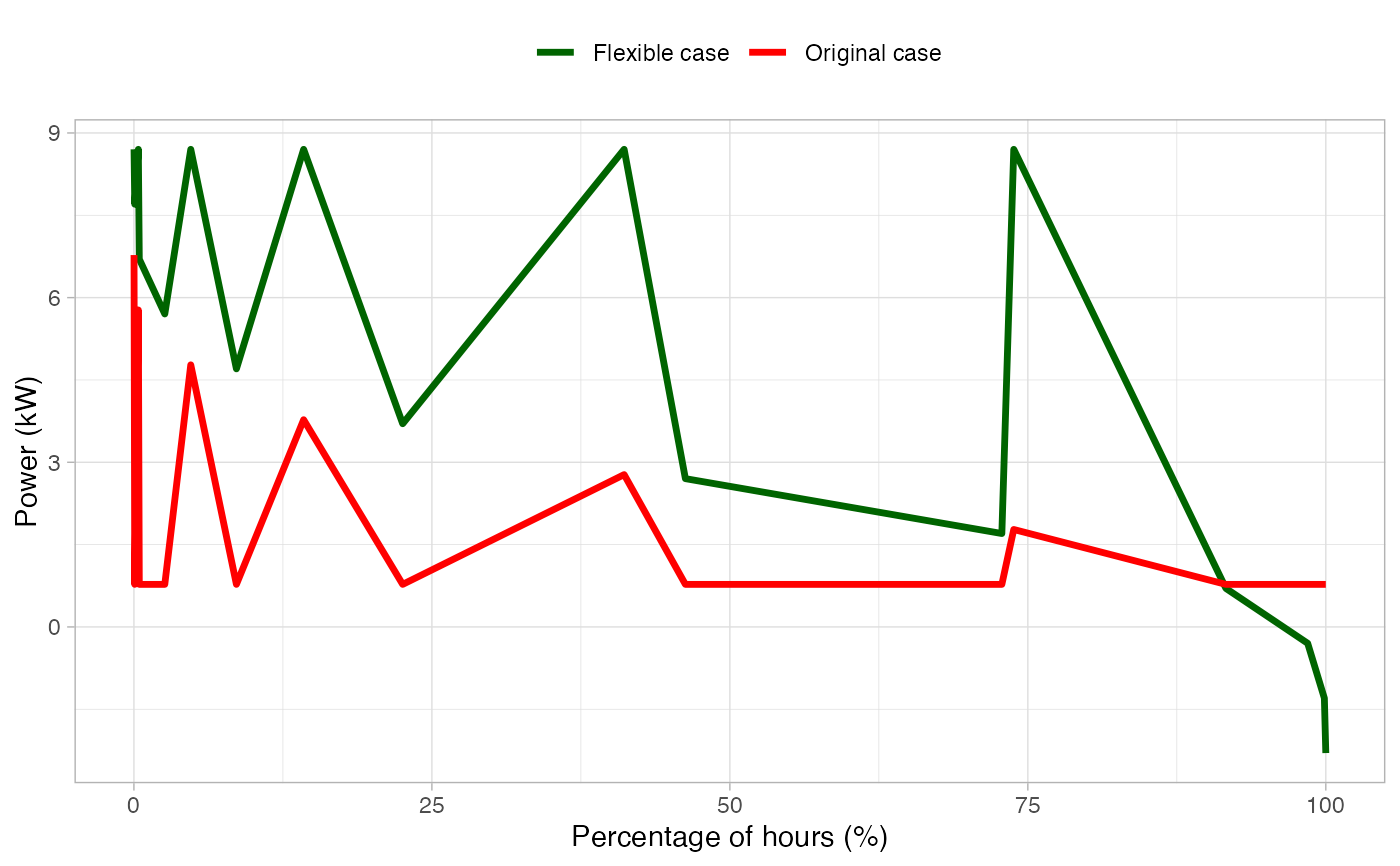 Flexible case Original case
9
6
3
0
Power (kW)
0 25 50 75 100
Percentage of hours (%)